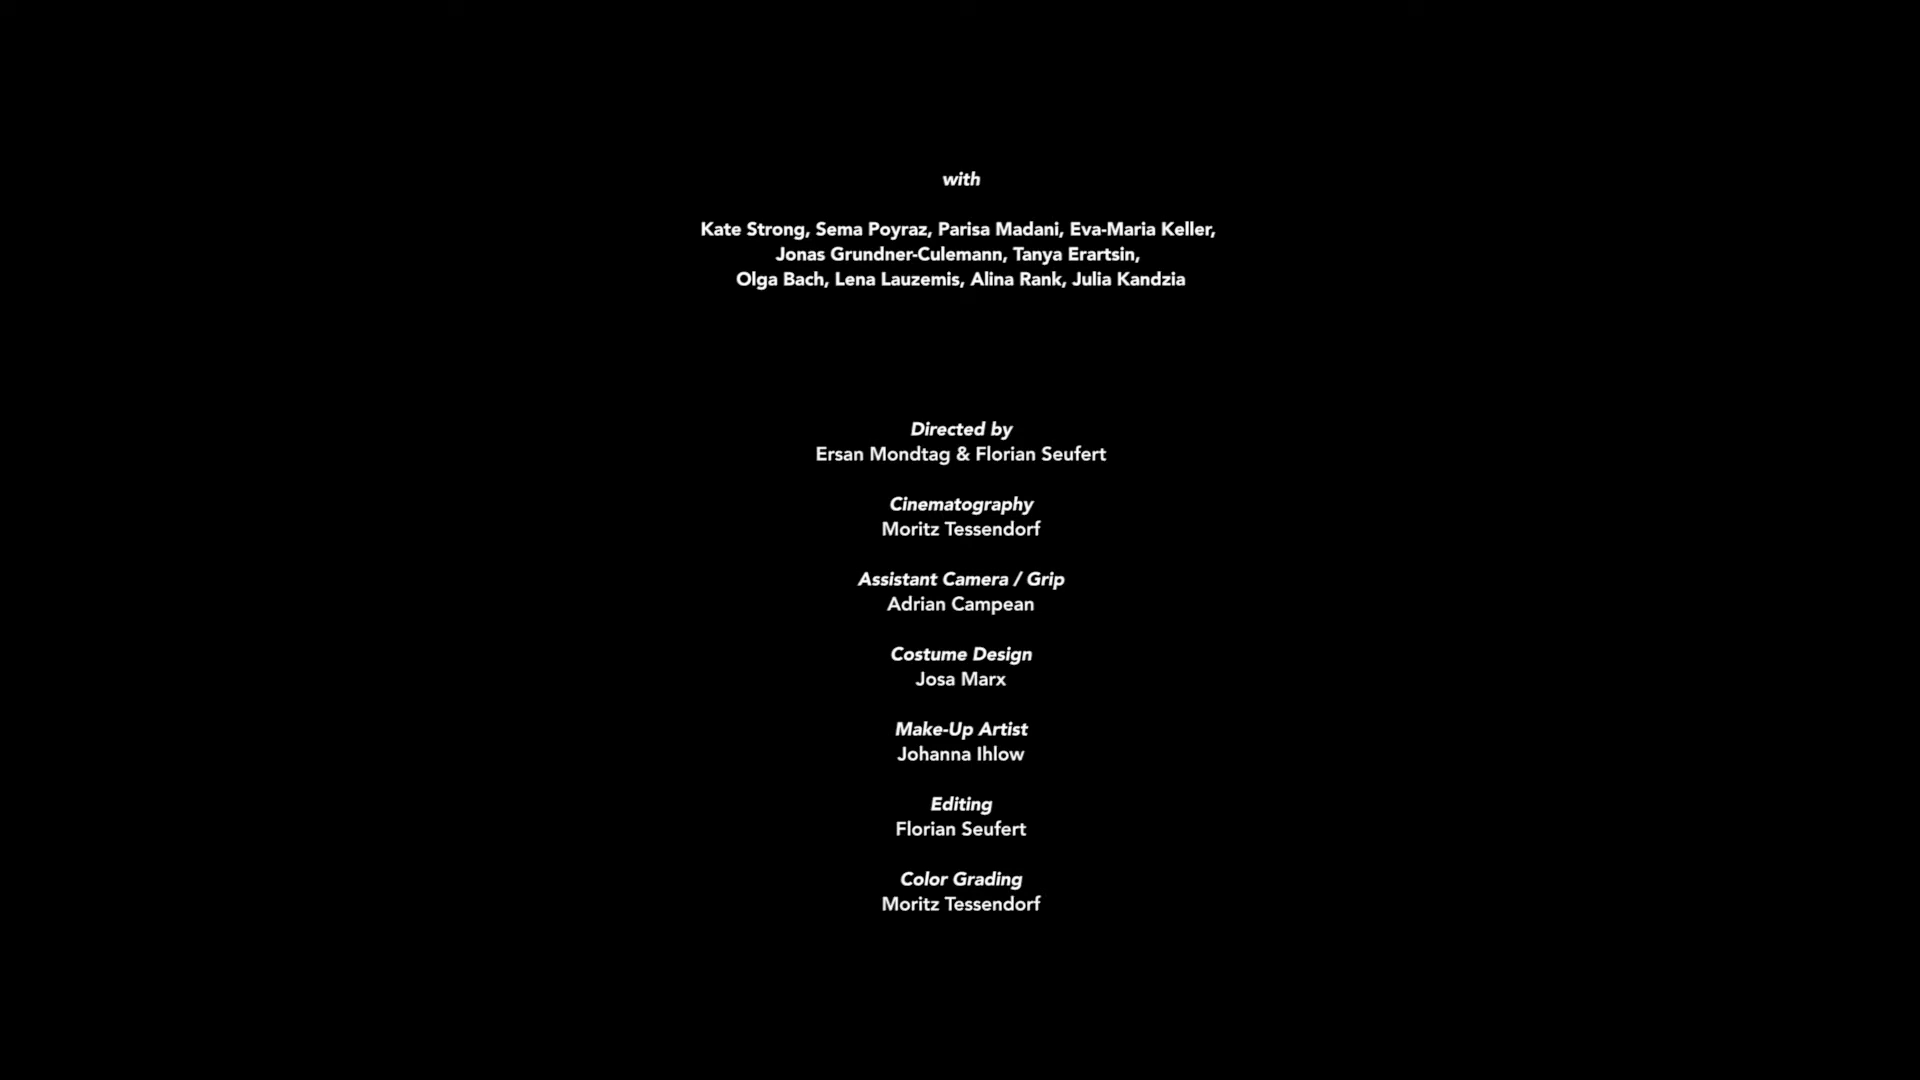 with
Kate Strong, Sema Poyraz, Parisa Madani, Eva-Maria Keller,
Jonas Grundner-Culemann, Tanya Erartsin,
Olga Bach, Lena Lauzemis, Alina Rank, Julia Kandzia
Directed by
Ersan Mondtag & Florian Seufert
Cinematography
Moritz Tessendorf
Assistant Camera / Grip
Adrian Campean
Costume Design
Josa Marx
Make-Up Artist
Johanna Ihlow
Editing
Florian Seufert
Color Grading
Moritz Tessendorf